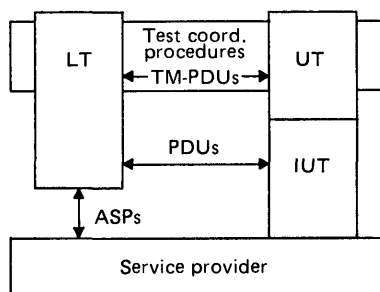 LT
Test coord.
procedures
TM-PDUs
UT
PDUs
IUT
ASPs
Service provider